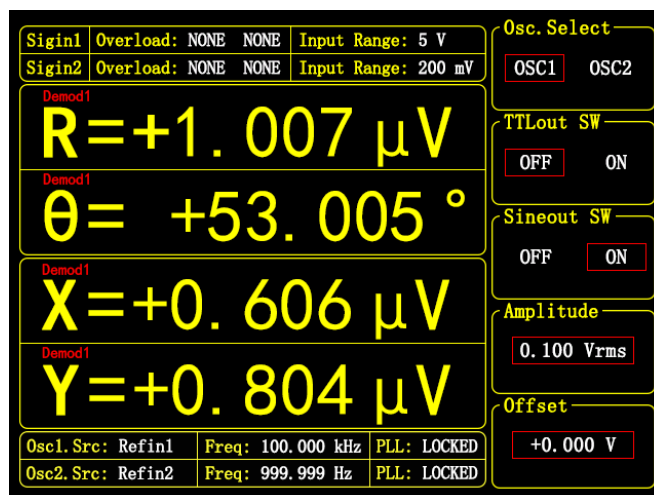 Sigin1 Overload: NONE NONE Input Range: 5 V
Sigin2 Overload: NONE NONE Input Range: 200 mV
Demod1
R=+1.007 μV
Demod1
θ= +53.005 °
Demod1
X=+0.606 μV
Demod1
Y=+0.804 μV
Osc1.Src: Refin1 Freq: 100.000 kHz PLL: LOCKED
Osc2.Src: Refin2 Freq: 999.999 Hz PLL: LOCKED
Osc.Select
OSC1 OSC2
TTLout SW
OFF ON
Sineout SW
OFF ON
Amplitude
0.100 Vrms
Offset
+0.000 V